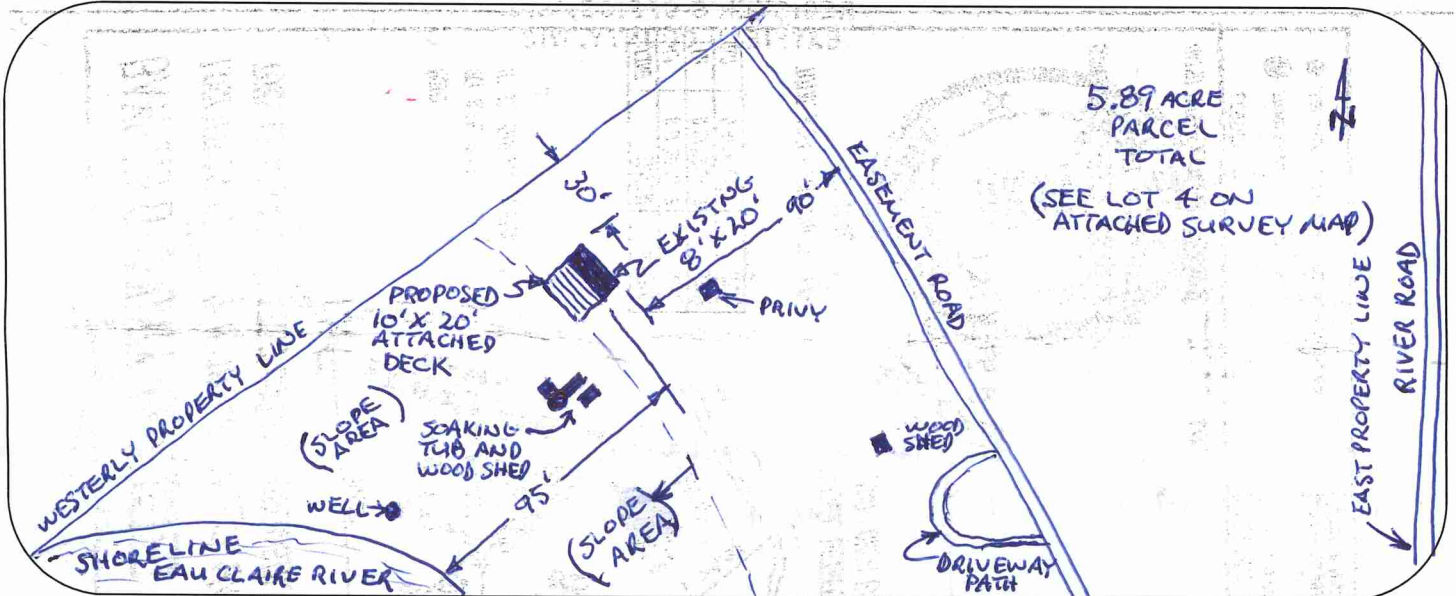 5.89 ACRE
PARCEL
TOTAL
(SEE LOT 4 ON
ATTACHED SURVEY MAP)
N
30'
EXISTNG
8' X 20'
90'
EASEMENT ROAD
PROPOSED
10' X 20'
ATTACHED
DECK
PRIVY
WESTERLY PROPERTY LINE
(SLOPE
AREA)
SOAKING
TUB AND
WOOD SHED
95'
WELL
(SLOPE
AREA)
WOOD
SHED
DRIVEWAY
PATH
SHORELINE
EAU CLAIRE RIVER
EAST PROPERTY LINE
RIVER ROAD